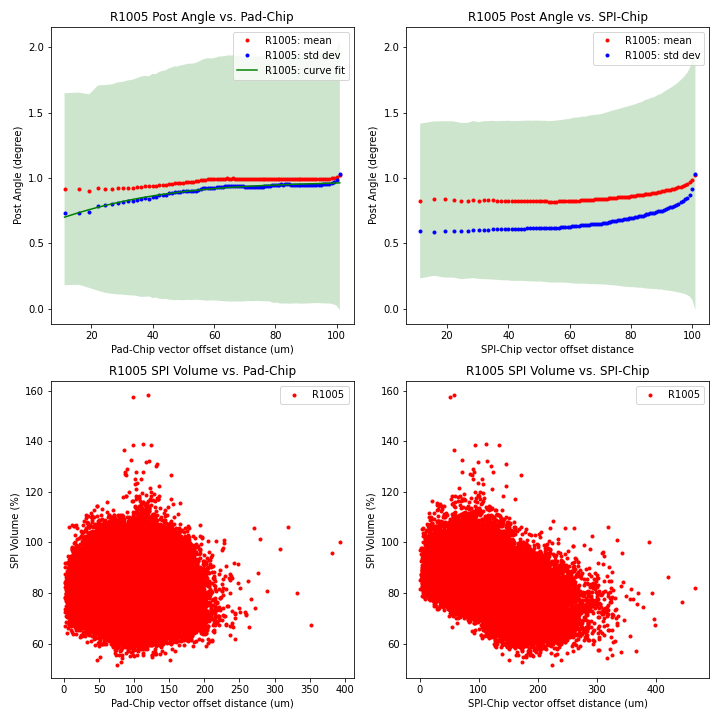 R1005 Post Angle vs. Pad-Chip
R1005: mean
R1005: std dev
R1005: curve fit
Post Angle (degree)
2.0
1.5
1.0
0.5
0.0
20 40 60 80 100
Pad-Chip vector offset distance (um)
R1005 Post Angle vs. SPI-Chip
R1005: mean
R1005: std dev
Post Angle (degree)
2.0
1.5
1.0
0.5
0.0
20 40 60 80 100
SPI-Chip vector offset distance
R1005 SPI Volume vs. Pad-Chip
R1005
SPI Volume (%)
160
140
120
100
80
60
0 50 100 150 200 250 300 350 400
Pad-Chip vector offset distance (um)
R1005 SPI Volume vs. SPI-Chip
R1005
SPI Volume (%)
160
140
120
100
80
60
0 100 200 300 400
SPI-Chip vector offset distance (um)